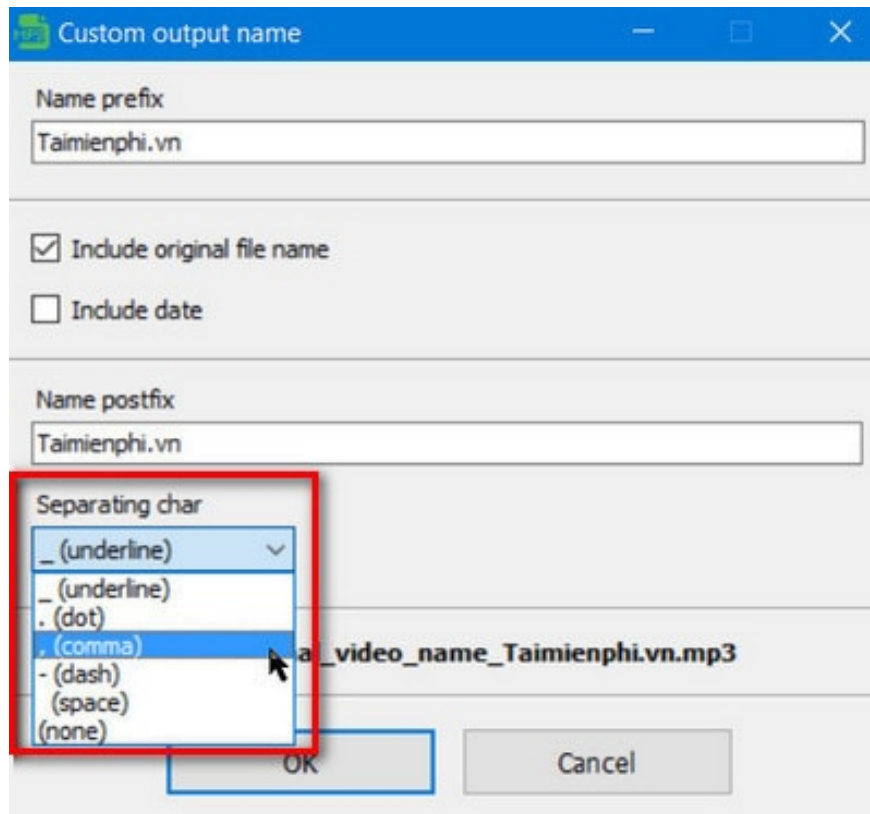 Custom output name
Name prefix
Taimienphi.vn
Include original file name
Include date
Name postfix
Taimienphi.vn
Separating char
_ (underline)
_ (underline)
. (dot)
, (comma)
- (dash)
(space)
(none)
_video_name_Taimienphi.vn.mp3
OK
Cancel